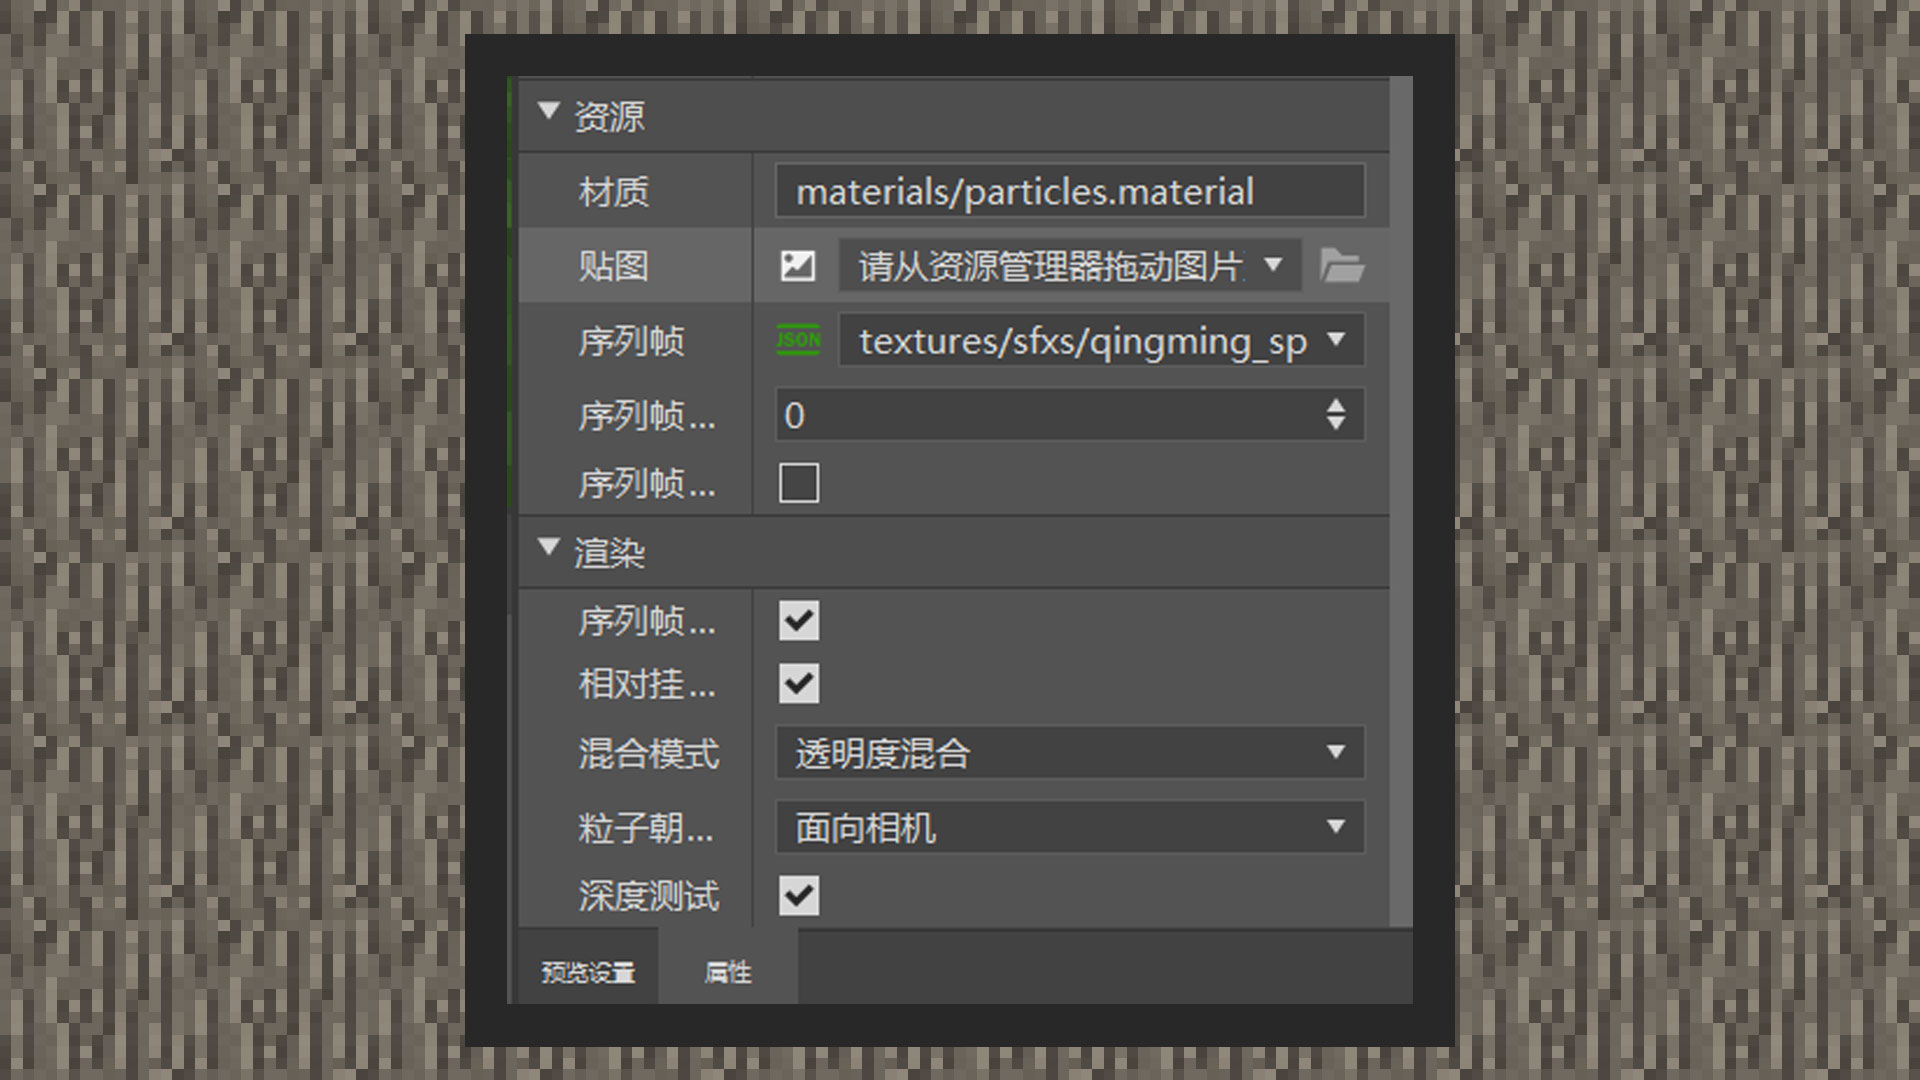 资源
材质 materials/particles.material
贴图 请从资源管理器拖动图片
序列帧 JSON textures/sfxs/qingming_sp
序列帧... 0
序列帧...
渲染
序列帧...
相对挂...
混合模式 透明度混合
粒子朝... 面向相机
深度测试
预览设置 属性